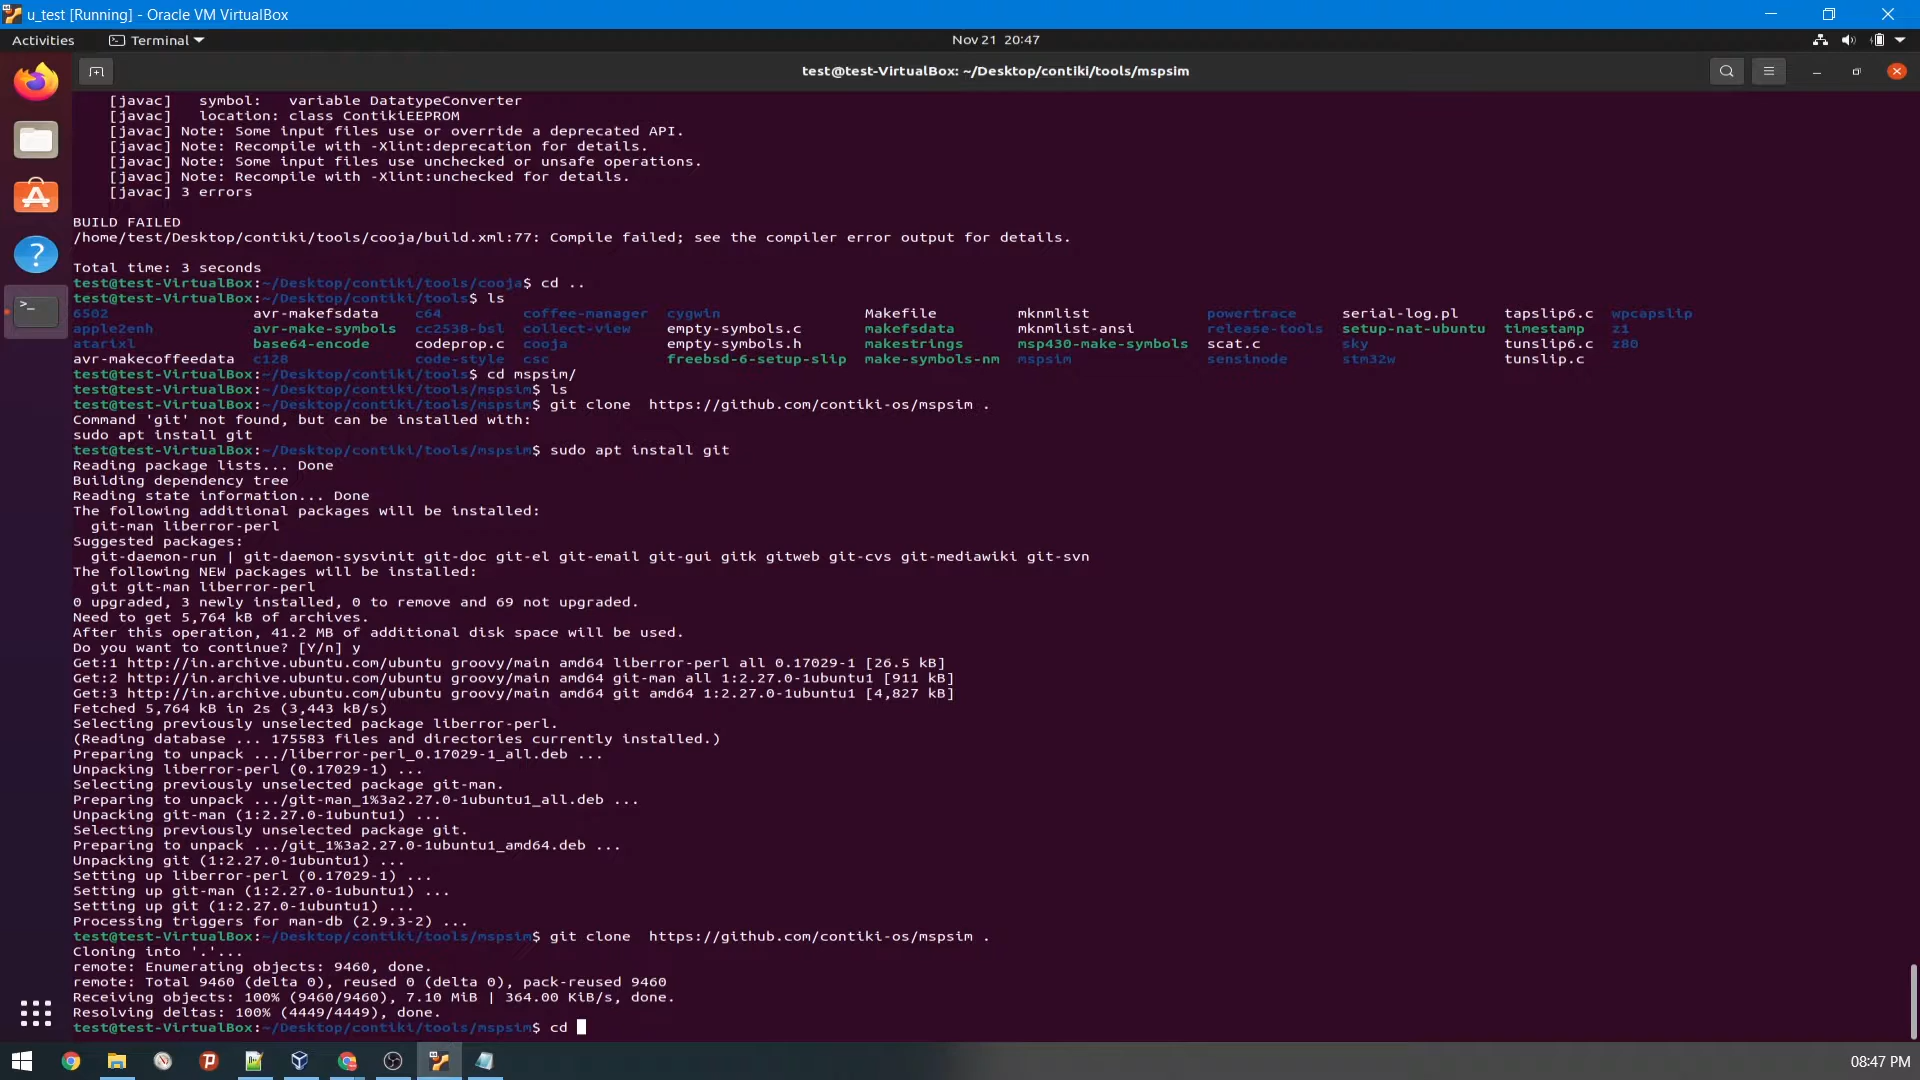 u_test [Running] - Oracle VM VirtualBox
Activities Terminal Nov 21 20:47
test@test-VirtualBox: ~/Desktop/contiki/tools/mspsim
[javac]   symbol:   variable DatatypeConverter
[javac]   location: class ContikiEEPROM
[javac] Note: Some input files use or override a deprecated API.
[javac] Note: Recompile with -Xlint:deprecation for details.
[javac] Note: Some input files use unchecked or unsafe operations.
[javac] Note: Recompile with -Xlint:unchecked for details.
[javac] 3 errors
BUILD FAILED
/home/test/Desktop/contiki/tools/cooja/build.xml:77: Compile failed; see the compiler error output for details.
Total time: 3 seconds
test@test-VirtualBox:~/Desktop/contiki/tools/cooja$ cd ..
test@test-VirtualBox:~/Desktop/contiki/tools$ ls
6502 avr-makefsdata c64 coffee-manager cygwin Makefile mknmlist powertrace serial-log.pl tapslip6.c wpcapslip
apple2enh avr-make-symbols cc2538-bsl collect-view empty-symbols.c makefsdata mknmlist-ansi release-tools setup-nat-ubuntu timestamp z1
atarixl base64-encode codeprop.c cooja empty-symbols.h makestrings msp430-make-symbols scat.c sky tunslip6.c z80
avr-makecoffeedata c128 code-style csc freebsd-6-setup-slip make-symbols-nm mspsim sensinode stm32w tunslip.c
test@test-VirtualBox:~/Desktop/contiki/tools$ cd mspsim/
test@test-VirtualBox:~/Desktop/contiki/tools/mspsim$ ls
test@test-VirtualBox:~/Desktop/contiki/tools/mspsim$ git clone  https://github.com/contiki-os/mspsim .
Command 'git' not found, but can be installed with:
sudo apt install git
test@test-VirtualBox:~/Desktop/contiki/tools/mspsim$ sudo apt install git
Reading package lists... Done
Building dependency tree
Reading state information... Done
The following additional packages will be installed:
git-man liberror-perl
Suggested packages:
git-daemon-run | git-daemon-sysvinit git-doc git-el git-email git-gui gitk gitweb git-cvs git-mediawiki git-svn
The following NEW packages will be installed:
git git-man liberror-perl
0 upgraded, 3 newly installed, 0 to remove and 69 not upgraded.
Need to get 5,764 kB of archives.
After this operation, 41.2 MB of additional disk space will be used.
Do you want to continue? [Y/n] y
Get:1 http://in.archive.ubuntu.com/ubuntu groovy/main amd64 liberror-perl all 0.17029-1 [26.5 kB]
Get:2 http://in.archive.ubuntu.com/ubuntu groovy/main amd64 git-man all 1:2.27.0-1ubuntu1 [911 kB]
Get:3 http://in.archive.ubuntu.com/ubuntu groovy/main amd64 git amd64 1:2.27.0-1ubuntu1 [4,827 kB]
Fetched 5,764 kB in 2s (3,443 kB/s)
Selecting previously unselected package liberror-perl.
(Reading database ... 175583 files and directories currently installed.)
Preparing to unpack .../liberror-perl_0.17029-1_all.deb ...
Unpacking liberror-perl (0.17029-1) ...
Selecting previously unselected package git-man.
Preparing to unpack .../git-man_1%3a2.27.0-1ubuntu1_all.deb ...
Unpacking git-man (1:2.27.0-1ubuntu1) ...
Selecting previously unselected package git.
Preparing to unpack .../git_1%3a2.27.0-1ubuntu1_amd64.deb ...
Unpacking git (1:2.27.0-1ubuntu1) ...
Setting up liberror-perl (0.17029-1) ...
Setting up git-man (1:2.27.0-1ubuntu1) ...
Setting up git (1:2.27.0-1ubuntu1) ...
Processing triggers for man-db (2.9.3-2) ...
test@test-VirtualBox:~/Desktop/contiki/tools/mspsim$ git clone  https://github.com/contiki-os/mspsim .
Cloning into '.'...
remote: Enumerating objects: 9460, done.
remote: Total 9460 (delta 0), reused 0 (delta 0), pack-reused 9460
Receiving objects: 100% (9460/9460), 7.10 MiB | 364.00 KiB/s, done.
Resolving deltas: 100% (4449/4449), done.
test@test-VirtualBox:~/Desktop/contiki/tools/mspsim$ cd
08:47 PM